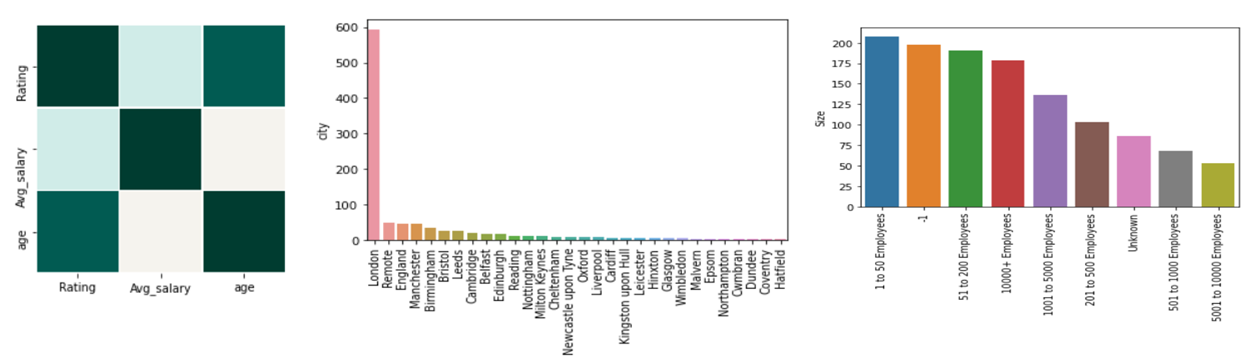 Rating
Avg_salary
age
Rating
Avg_salary
age
city
600
500
400
300
200
100
0
London
Remote
England
Manchester
Birmingham
Bristol
Leeds
Cambridge
Belfast
Edinburgh
Reading
Nottingham
Milton Keynes
Cheltenham
Newcastle upon Tyne
Oxford
Liverpool
Cardiff
Kingston upon Hull
Leicester
Hinxton
Glasgow
Wimbledon
Malvern
Epsom
Northampton
Cwmbran
Dundee
Coventry
Hatfield
Size
200
175
150
125
100
75
50
25
0
1 to 50 Employees
-1
51 to 200 Employees
10000+ Employees
1001 to 5000 Employees
201 to 500 Employees
Unknown
501 to 1000 Employees
5001 to 10000 Employees